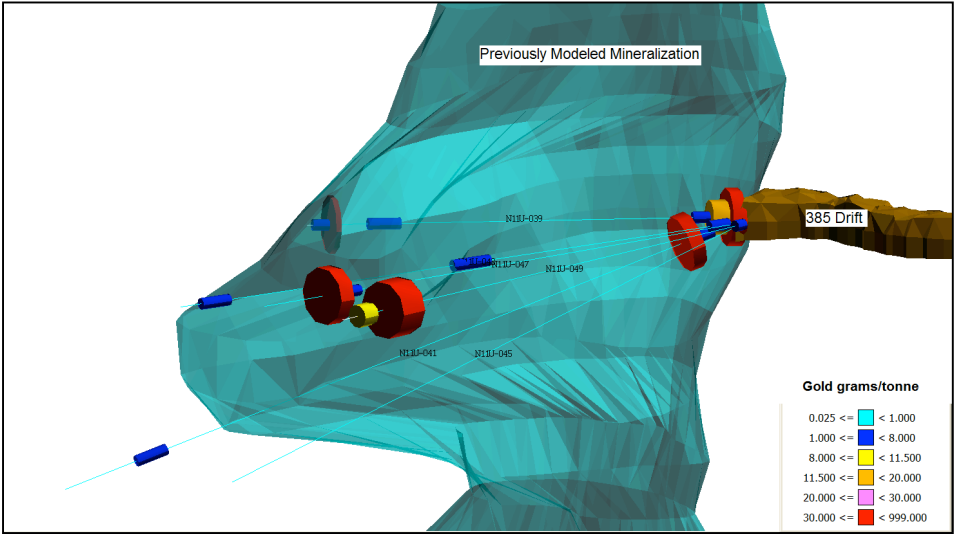 Previously Modeled Mineralization
N11U-039
385 Drift
N11U-047
N11U-049
N11U-041
N11U-045
Gold grams/tonne
0.025 <= < 1.000
1.000 <= < 8.000
8.000 <= < 11.500
11.500 <= < 20.000
20.000 <= < 30.000
30.000 <= < 999.000